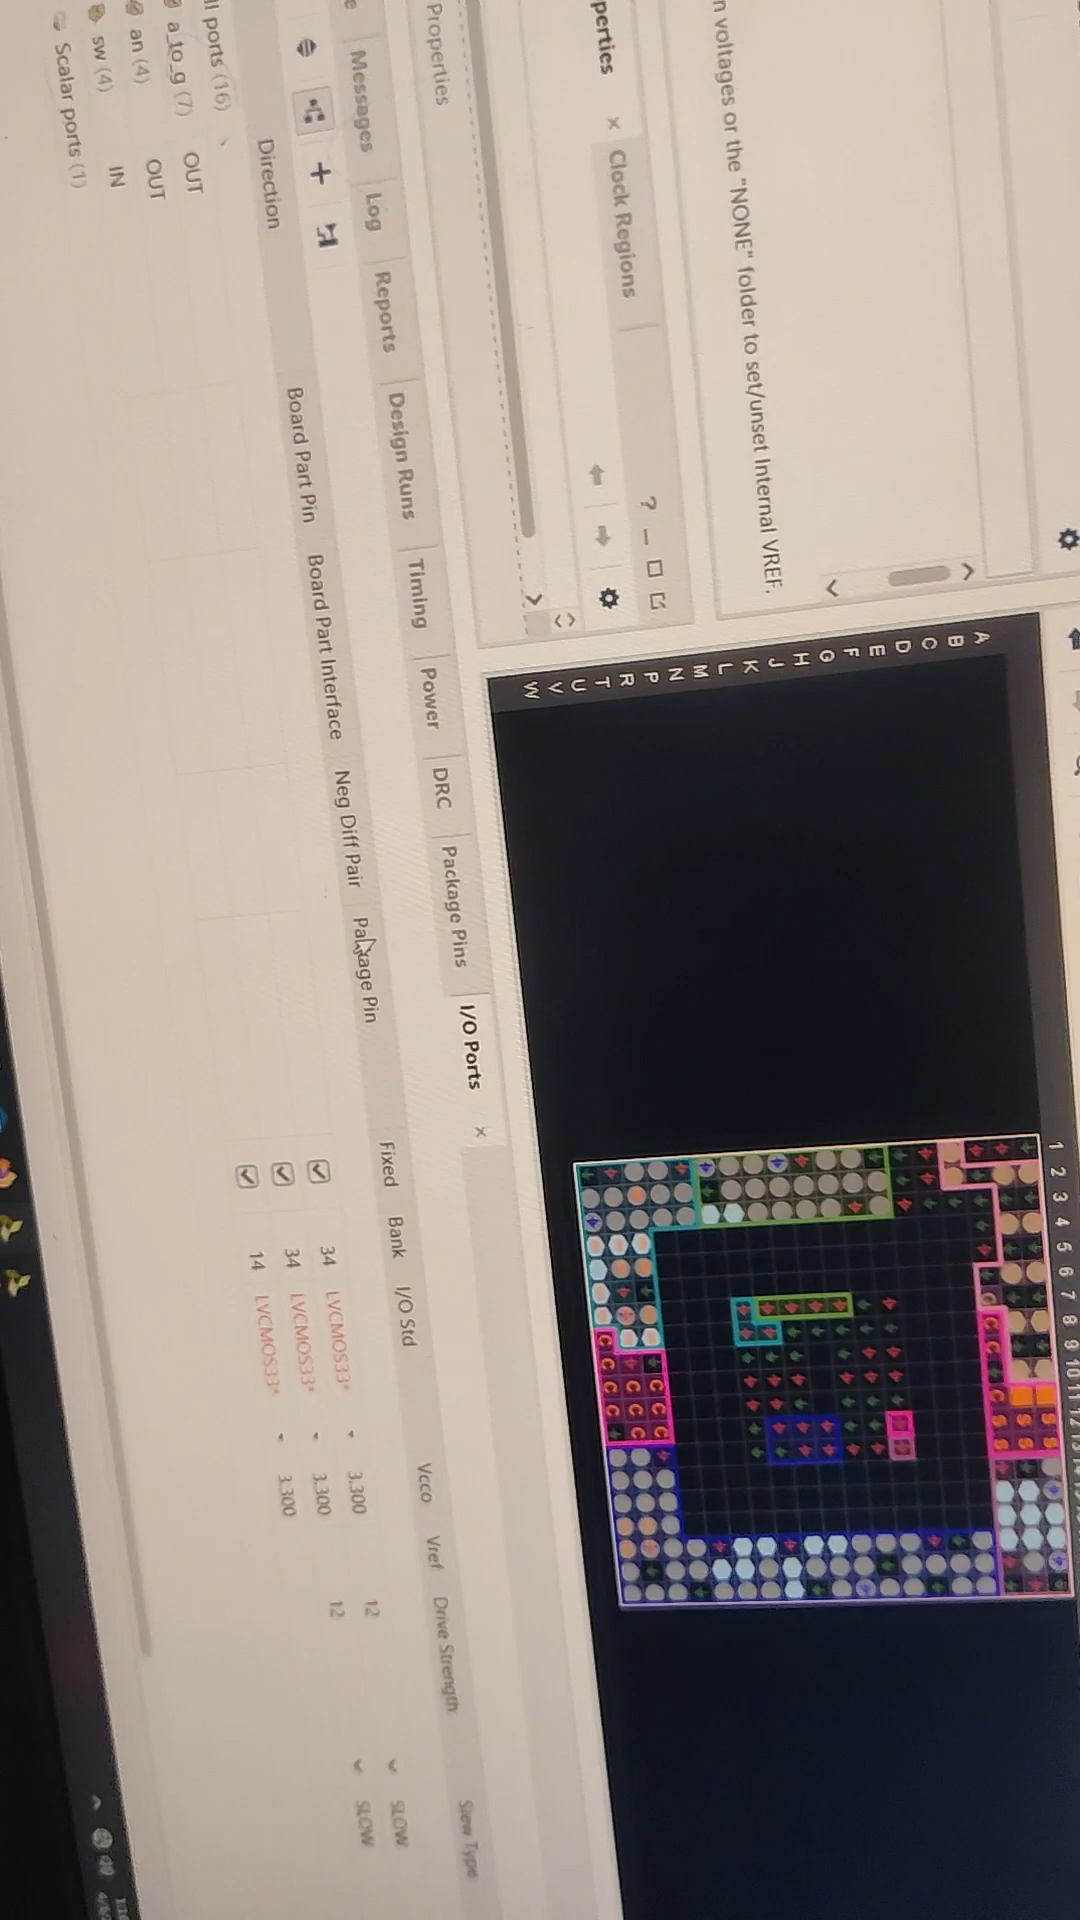 n voltages or the "NONE" folder to set/unset Internal VREF.
perties × Clock Regions
? _
Properties
A
B
C
D
E
F
G
H
J
K
L
M
N
P
R
T
U
V
W
1 2 3 4 5 6 7 8 9 10 11 12 13
Messages Log Reports Design Runs Timing Power DRC Package Pins I/O Ports ×
Direction Board Part Pin Board Part Interface Neg Diff Pair Package Pin Fixed Bank I/O Std Vcco Vref Drive Strength Slew Type
ll ports (16)
a_to_g (7) OUT 34 LVCMOS33* 3.300 12 SLOW
an (4) OUT 34 LVCMOS33* 3.300 12 SLOW
sw (4) IN 14 LVCMOS33* 3.300
Scalar ports (1)